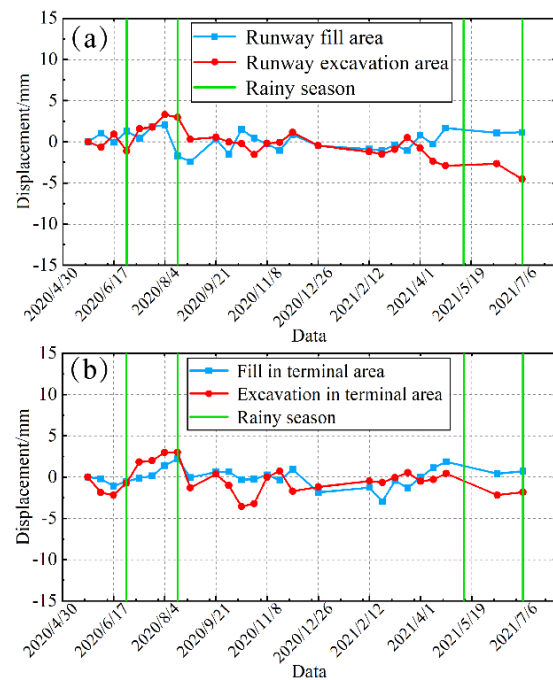 (a)
Runway fill area
Runway excavation area
Rainy season
Displacement/mm
15
10
5
0
-5
-10
-15
2020/4/30
2020/6/17
2020/8/4
2020/9/21
2020/11/8
2020/12/26
2021/2/12
2021/4/1
2021/5/19
2021/7/6
Data
(b)
Fill in terminal area
Excavation in terminal area
Rainy season
Displacement/mm
15
10
5
0
-5
-10
-15
2020/4/30
2020/6/17
2020/8/4
2020/9/21
2020/11/8
2020/12/26
2021/2/12
2021/4/1
2021/5/19
2021/7/6
Data